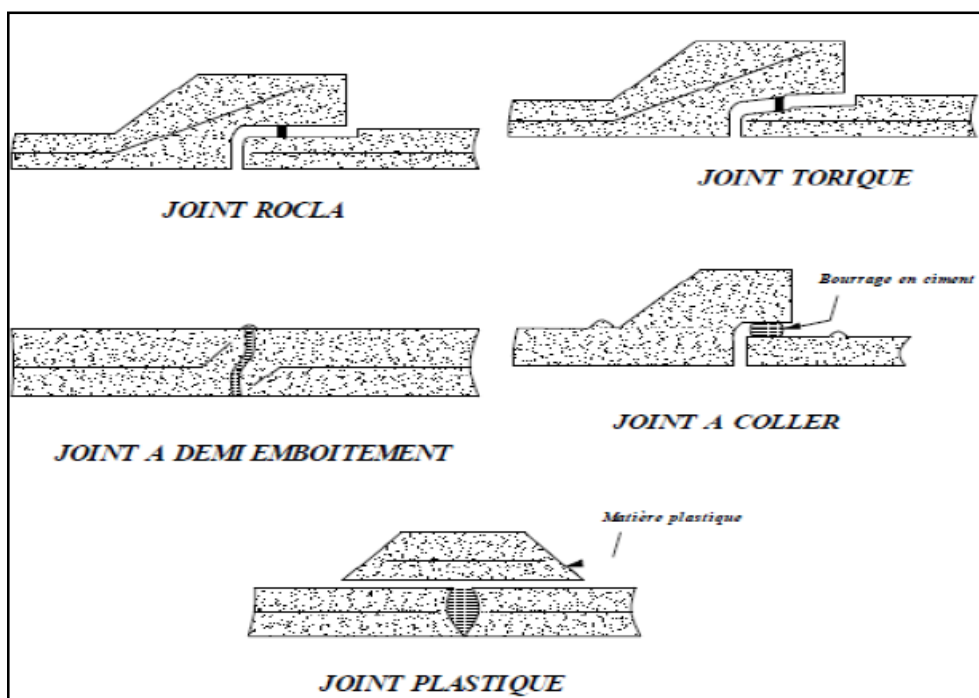 JOINT ROCLA
JOINT TORIQUE
Bourrage en ciment
JOINT A DEMI EMBOITEMENT
JOINT A COLLER
Matière plastique
JOINT PLASTIQUE